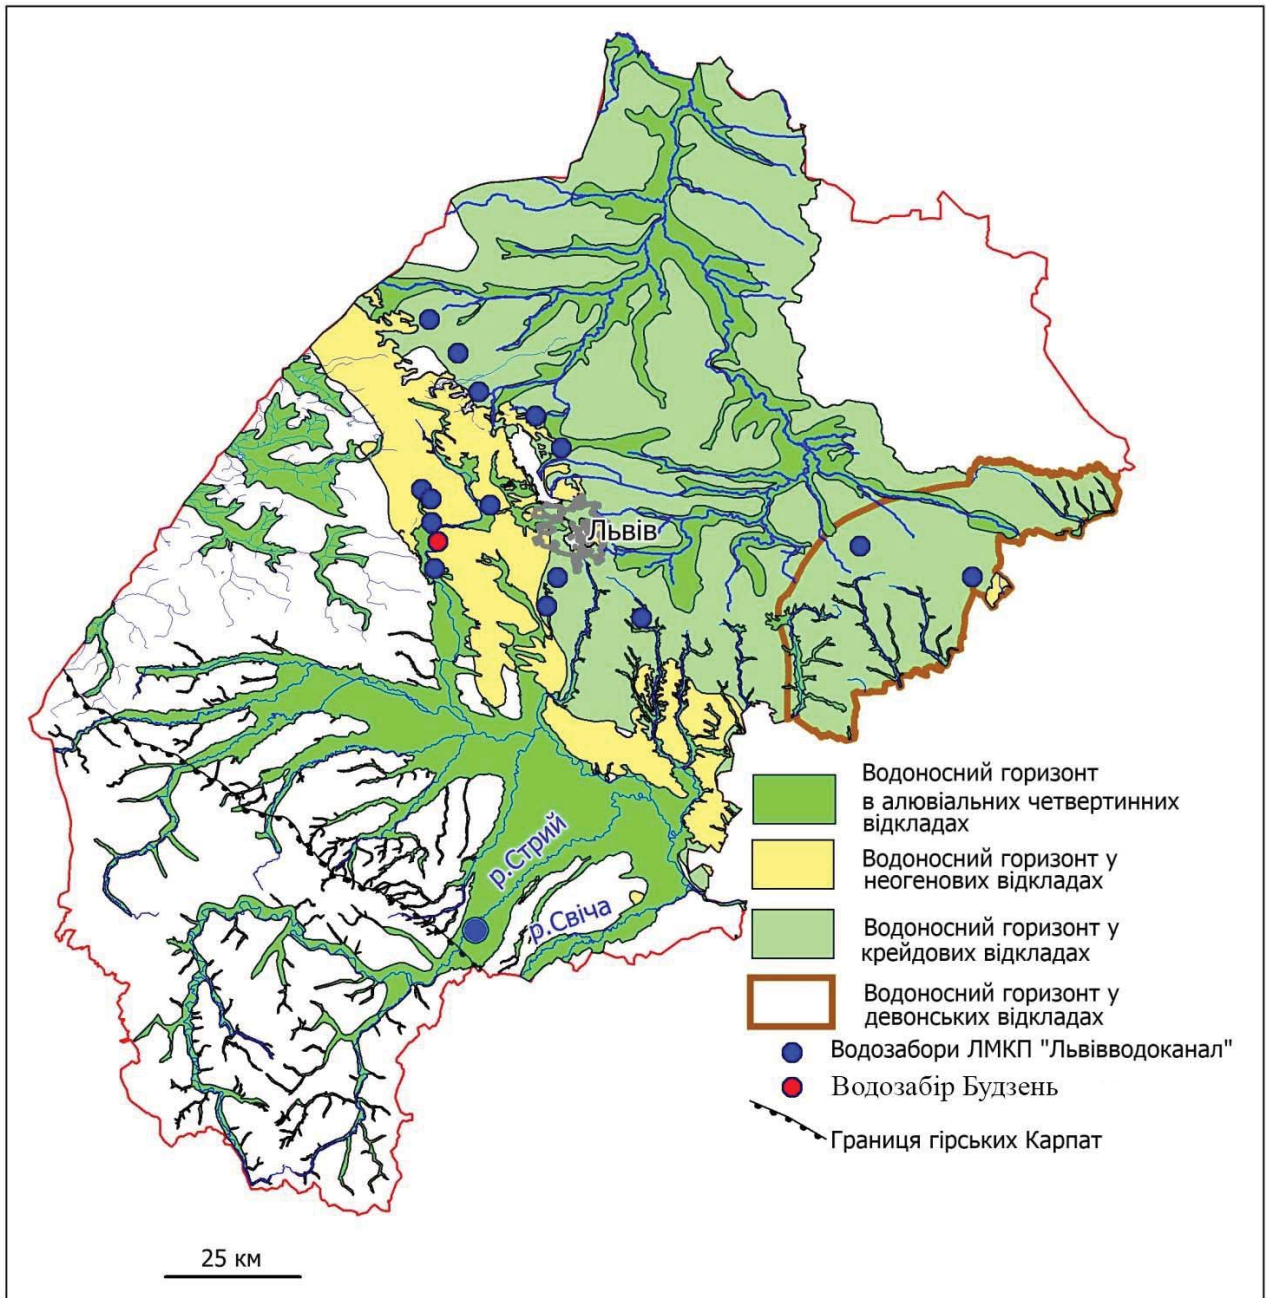 Львів
р.Стрий
р.Свіча
Водоносний горизонт
в алювіальних четвертинних
відкладах
Водоносний горизонт у
неогенових відкладах
Водоносний горизонт у
крейдових відкладах
Водоносний горизонт у
девонських відкладах
Водозабори ЛМКП "Львівводоканал"
Водозабір Будзень
Границя гірських Карпат
25 км